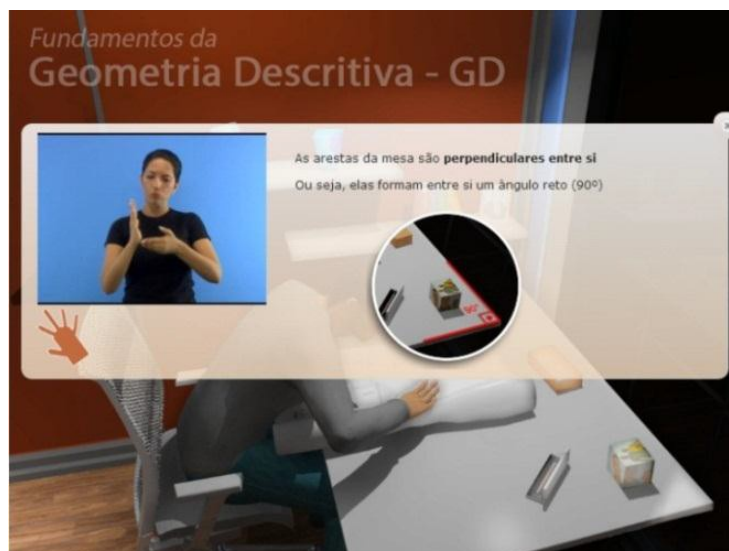 Fundamentos da
Geometria Descritiva - GD
As arestas da mesa são perpendiculares entre si
Ou seja, elas formam entre si um ângulo reto (90º)
90°